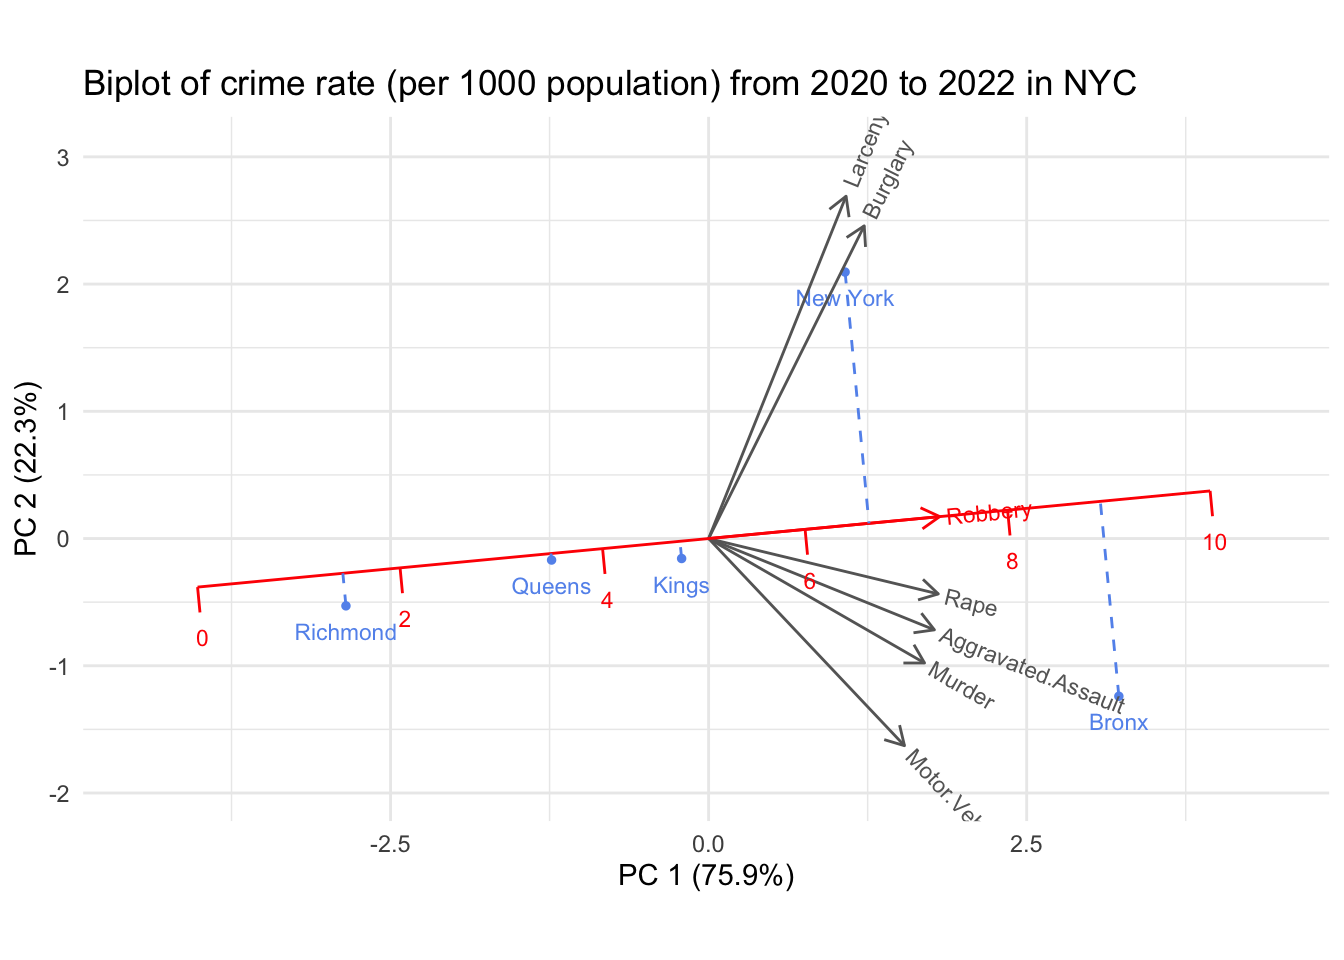 Biplot of crime rate (per 1000 population) from 2020 to 2022 in NYC
Larceny
Burglary
New York
Robbery
Rape
Aggravated.Assault
Murder
Bronx
Richmond
Queens
Kings
0
2
4
6
8
10
3
2
1
0
-1
-2
PC 2 (22.3%)
-2.5
0.0
2.5
PC 1 (75.9%)